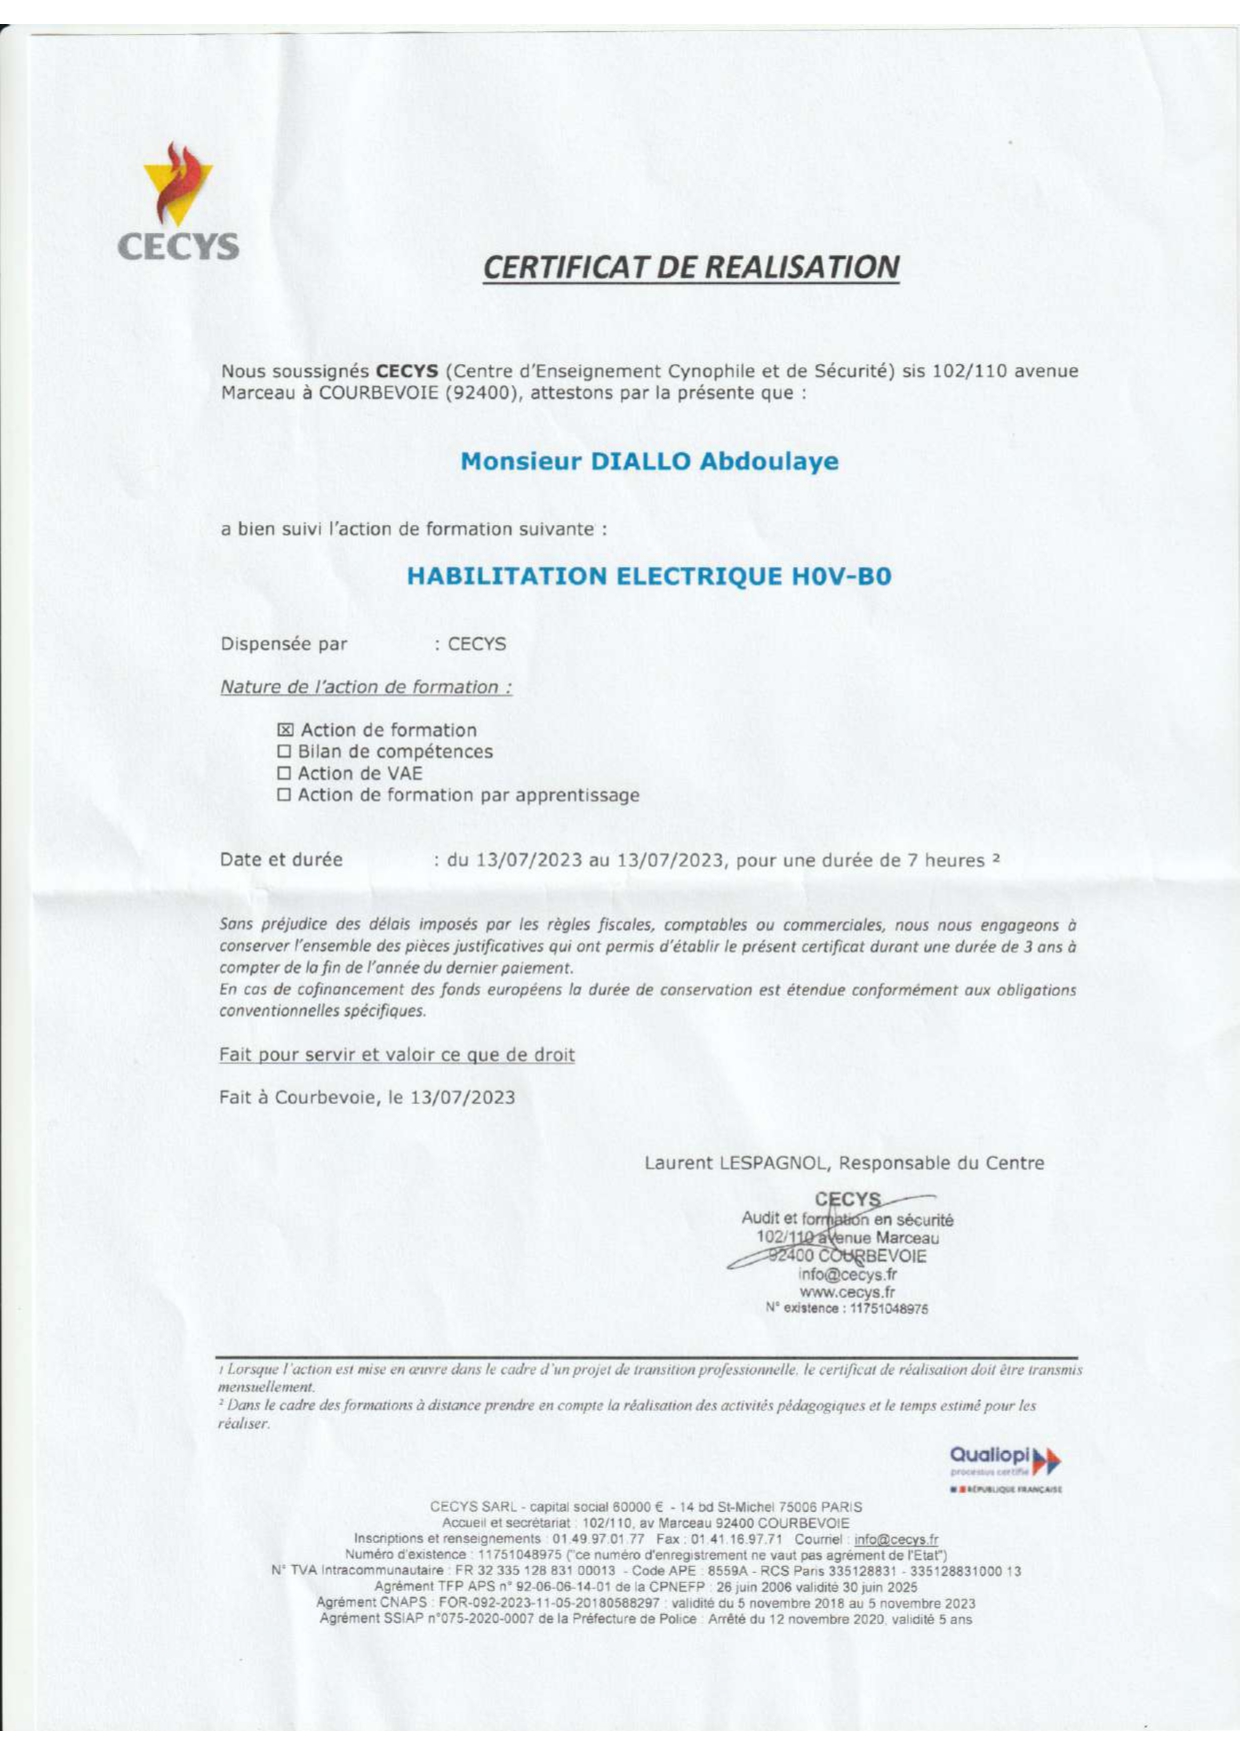 CECYS
CERTIFICAT DE REALISATION
Nous soussignés CECYS (Centre d'Enseignement Cynophile et de Sécurité) sis 102/110 avenue
Marceau à COURBEVOIE (92400), attestons par la présente que :
Monsieur DIALLO Abdoulaye
a bien suivi l'action de formation suivante :
HABILITATION ELECTRIQUE H0V-B0
Dispensée par : CECYS
Nature de l'action de formation :
☒ Action de formation
☐ Bilan de compétences
☐ Action de VAE
☐ Action de formation par apprentissage
Date et durée : du 13/07/2023 au 13/07/2023, pour une durée de 7 heures ²
Sans préjudice des délais imposés par les règles fiscales, comptables ou commerciales, nous nous engageons à
conserver l'ensemble des pièces justificatives qui ont permis d'établir le présent certificat durant une durée de 3 ans à
compter de la fin de l'année du dernier paiement.
En cas de cofinancement des fonds européens la durée de conservation est étendue conformément aux obligations
conventionnelles spécifiques.
Fait pour servir et valoir ce que de droit
Fait à Courbevoie, le 13/07/2023
Laurent LESPAGNOL, Responsable du Centre
CECYS
Audit et formation en sécurité
102/110 avenue Marceau
92400 COURBEVOIE
info@cecys.fr
www.cecys.fr
N° existence : 11751048975
1 Lorsque l'action est mise en œuvre dans le cadre d'un projet de transition professionnelle, le certificat de réalisation doit être transmis
mensuellement.
² Dans le cadre des formations à distance prendre en compte la réalisation des activités pédagogiques et le temps estimé pour les
réaliser.
Qualiopi
processus certifié
RÉPUBLIQUE FRANÇAISE
CECYS SARL - capital social 60000 € - 14 bd St-Michel 75006 PARIS
Accueil et secrétariat : 102/110, av Marceau 92400 COURBEVOIE
Inscriptions et renseignements : 01.49.97.01.77 Fax : 01.41.16.97.71 Courriel : info@cecys.fr
Numéro d'existence : 11751048975 ("ce numéro d'enregistrement ne vaut pas agrément de l'Etat")
N° TVA Intracommunautaire : FR 32 335 128 831 00013 - Code APE : 8559A - RCS Paris 335128831 - 335128831000 13
Agrément TFP APS n° 92-06-06-14-01 de la CPNEFP : 26 juin 2006 validité 30 juin 2025
Agrément CNAPS : FOR-092-2023-11-05-20180588297 : validité du 5 novembre 2018 au 5 novembre 2023
Agrément SSIAP n°075-2020-0007 de la Préfecture de Police : Arrêté du 12 novembre 2020, validité 5 ans